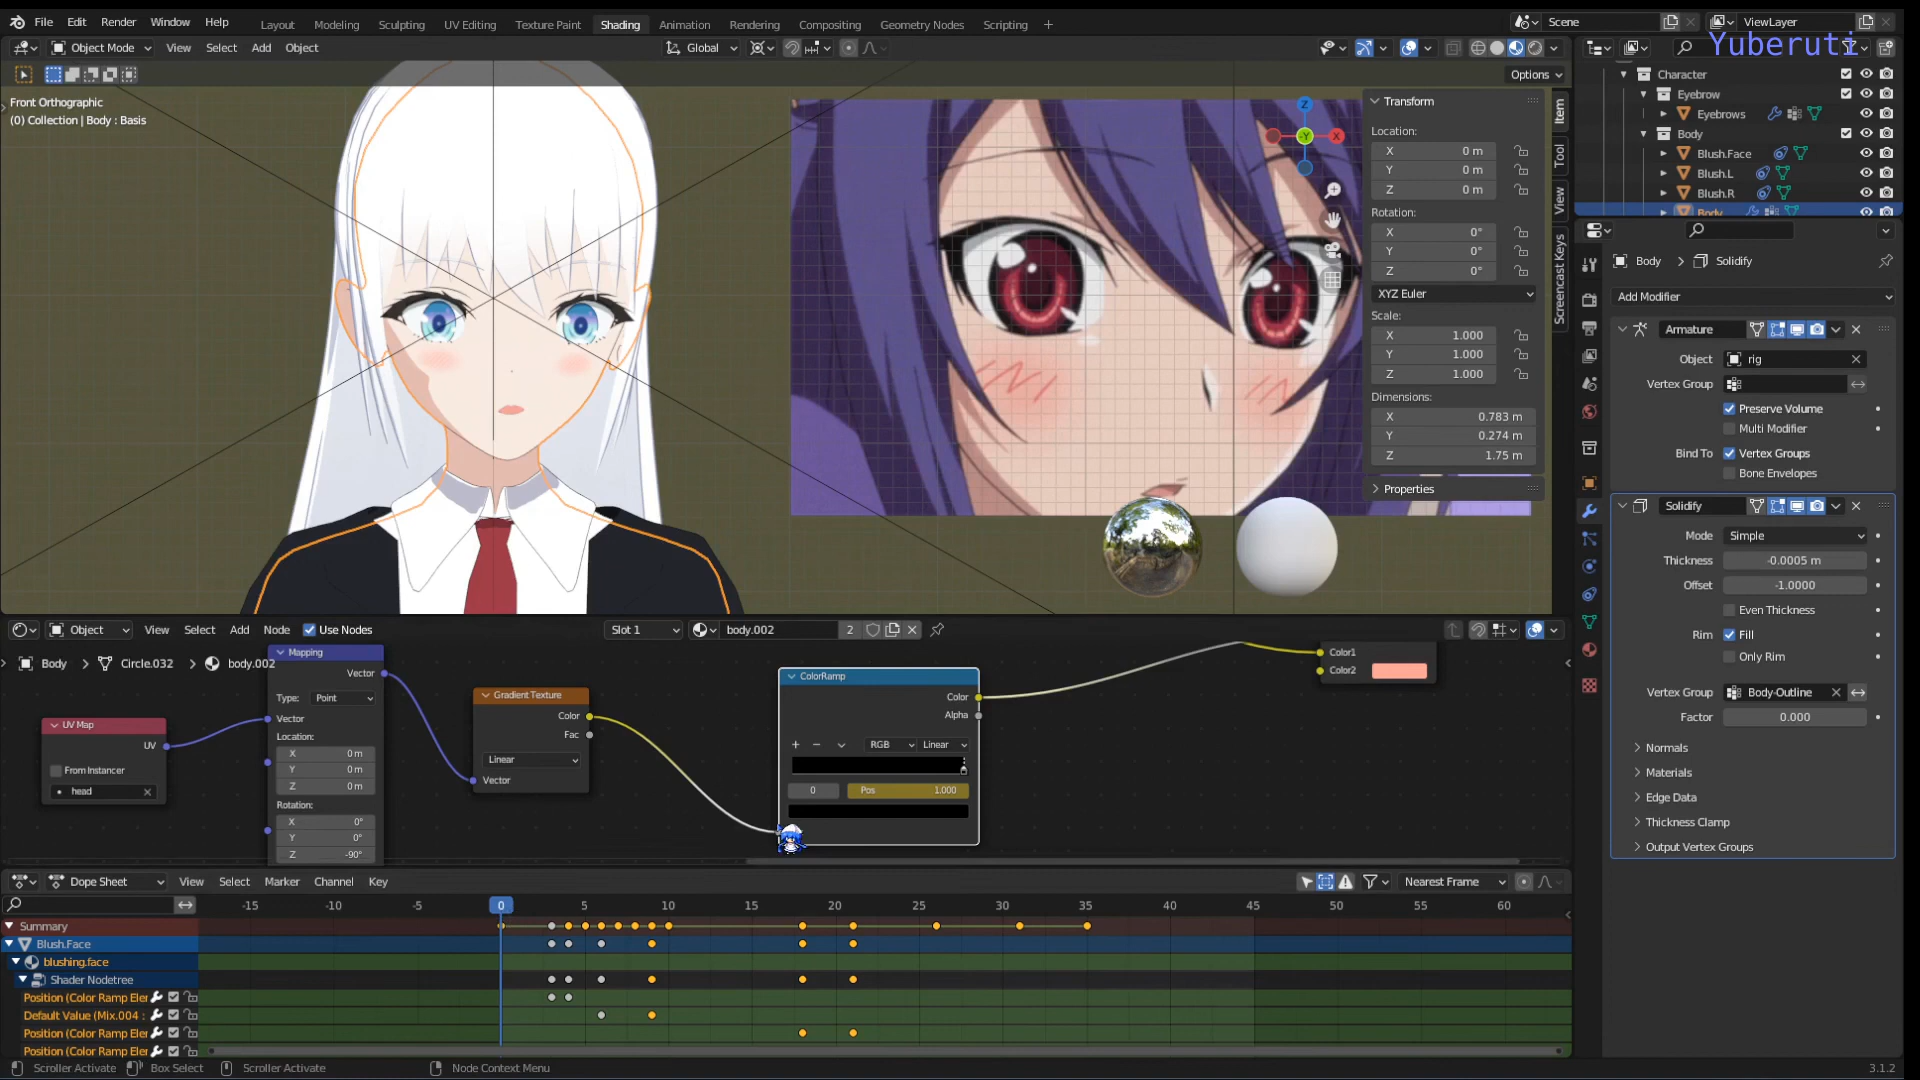 File Edit Render Window Help Layout Modeling Sculpting UV Editing Texture Paint Shading Animation Rendering Compositing Geometry Nodes Scripting + Scene ViewLayer
Yuberuti
Object Mode View Select Add Object Global
Options
Front Orthographic
(0) Collection | Body : Basis
Z
-Y
X
Transform
Location:
X 0 m
Y 0 m
Z 0 m
Rotation:
X 0°
Y 0°
Z 0°
XYZ Euler
Scale:
X 1.000
Y 1.000
Z 1.000
Dimensions:
X 0.783 m
Y 0.274 m
Z 1.75 m
Properties
Item
Tool
View
Screencast Keys
Character
Eyebrow
Eyebrows
Body
Blush.Face
Blush.L
Blush.R
Body
Body > Solidify
Add Modifier
Armature
Object rig
Vertex Group
Preserve Volume
Multi Modifier
Bind To Vertex Groups
Bone Envelopes
Solidify
Mode Simple
Thickness -0.0005 m
Offset -1.0000
Even Thickness
Rim Fill
Only Rim
Vertex Group Body-Outline
Factor 0.000
Normals
Materials
Edge Data
Thickness Clamp
Output Vertex Groups
Object View Select Add Node Use Nodes Slot 1 body.002 2
Body > Circle.032 > body.002
UV Map
UV
From Instancer
head
Mapping
Vector
Type: Point
Vector
Location:
X 0 m
Y 0 m
Z 0 m
Rotation:
X 0°
Y 0°
Z -90°
Gradient Texture
Color
Fac
Linear
Vector
ColorRamp
Color
Alpha
+ − RGB Linear
0 Pos 1.000
Color1
Color2
Dope Sheet View Select Marker Channel Key Nearest Frame
-15 -10 -5 0 5 10 15 20 25 30 35 40 45 50 55 60
Summary
Blush.Face
blushing.face
Shader Nodetree
Position (Color Ramp Eler
Default Value (Mix.004 :
Position (Color Ramp Eler
Position (Color Ramp Eler
Scroller Activate Box Select Scroller Activate Node Context Menu 3.1.2